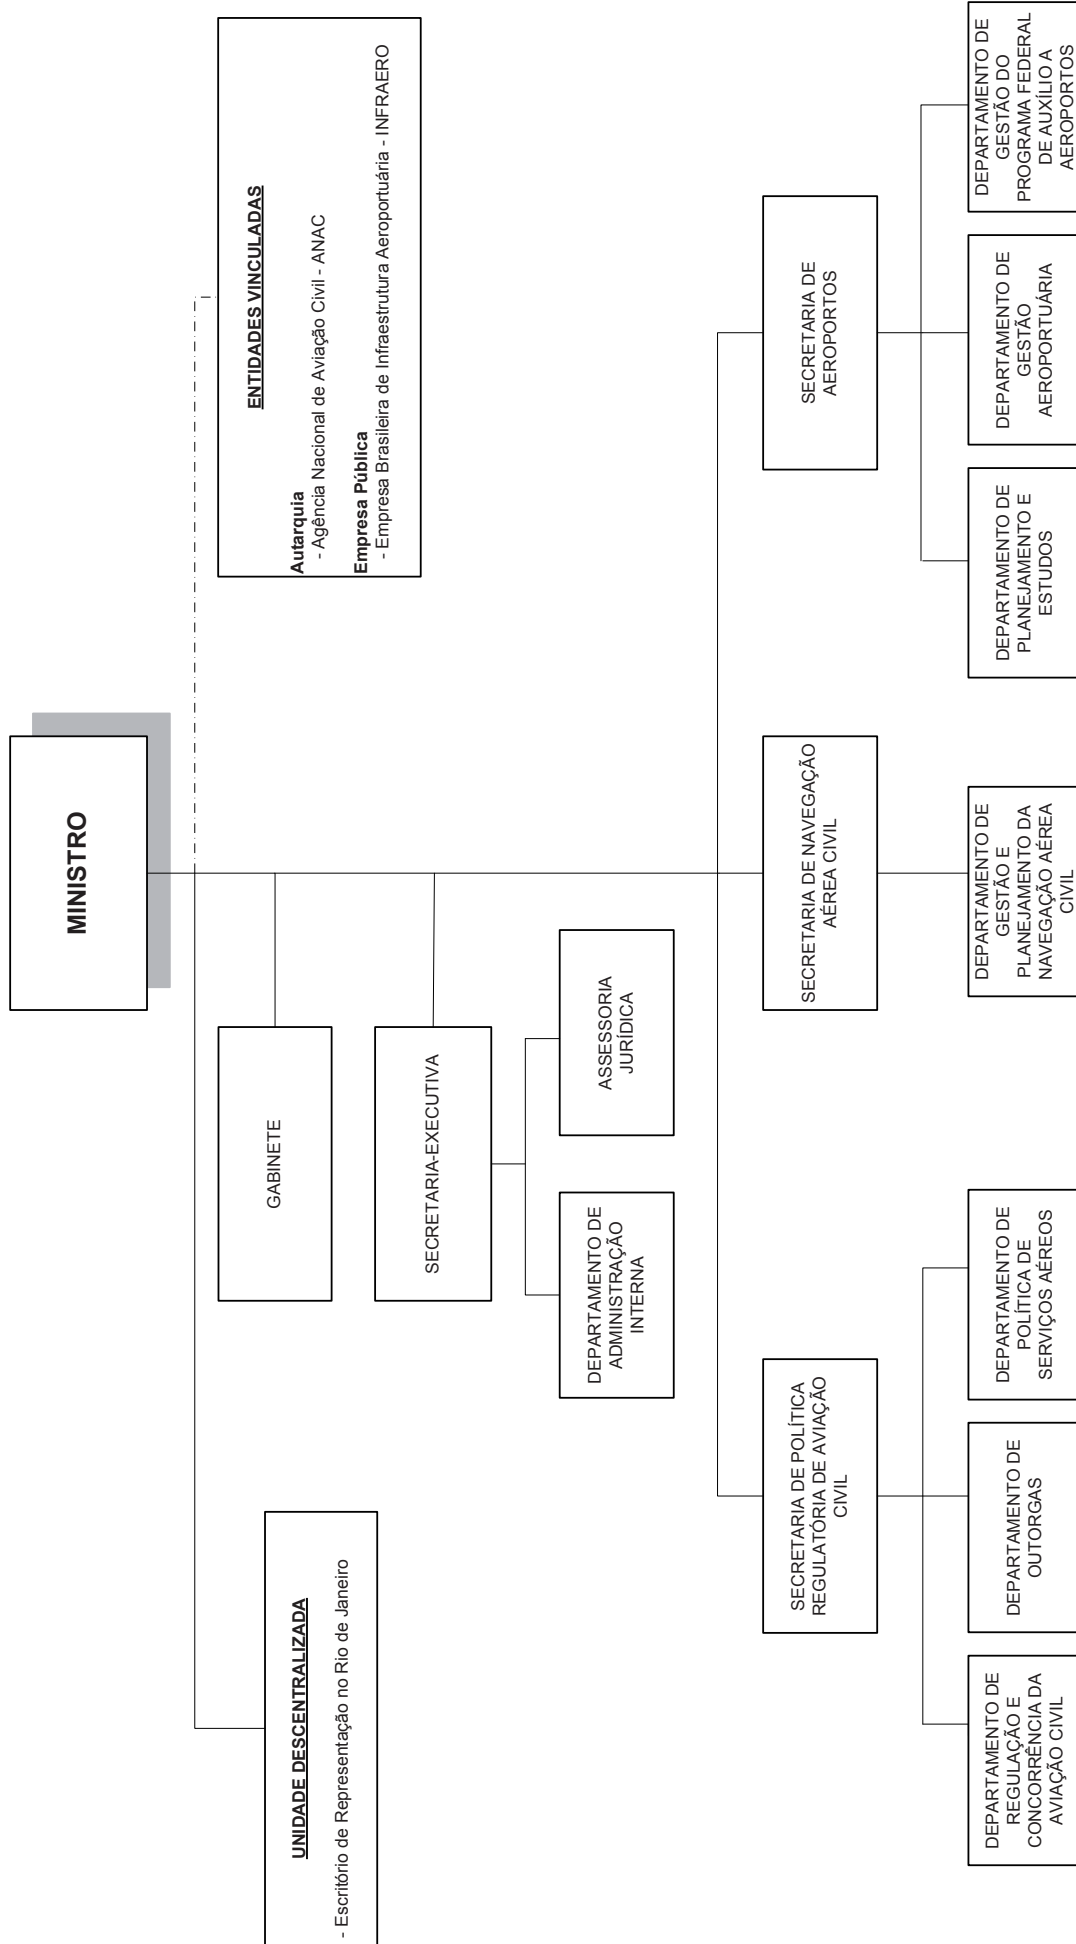 MINISTRO
UNIDADE DESCENTRALIZADA
- Escritório de Representação no Rio de Janeiro
GABINETE
ENTIDADES VINCULADAS
Autarquia
- Agência Nacional de Aviação Civil - ANAC
Empresa Pública
- Empresa Brasileira de Infraestrutura Aeroportuária - INFRAERO
SECRETARIA-EXECUTIVA
DEPARTAMENTO DE
ADMINISTRAÇÃO
INTERNA
ASSESSORIA
JURÍDICA
SECRETARIA DE POLÍTICA
REGULATÓRIA DE AVIAÇÃO
CIVIL
SECRETARIA DE NAVEGAÇÃO
AÉREA CIVIL
SECRETARIA DE
AEROPORTOS
DEPARTAMENTO DE
REGULAÇÃO E
CONCORRÊNCIA DA
AVIAÇÃO CIVIL
DEPARTAMENTO DE
OUTORGAS
DEPARTAMENTO DE
POLÍTICA DE
SERVIÇOS AÉREOS
DEPARTAMENTO DE
GESTÃO E
PLANEJAMENTO DA
NAVEGAÇÃO AÉREA
CIVIL
DEPARTAMENTO DE
PLANEJAMENTO E
ESTUDOS
DEPARTAMENTO DE
GESTÃO
AEROPORTUÁRIA
DEPARTAMENTO DE
GESTÃO DO
PROGRAMA FEDERAL
DE AUXÍLIO A
AEROPORTOS